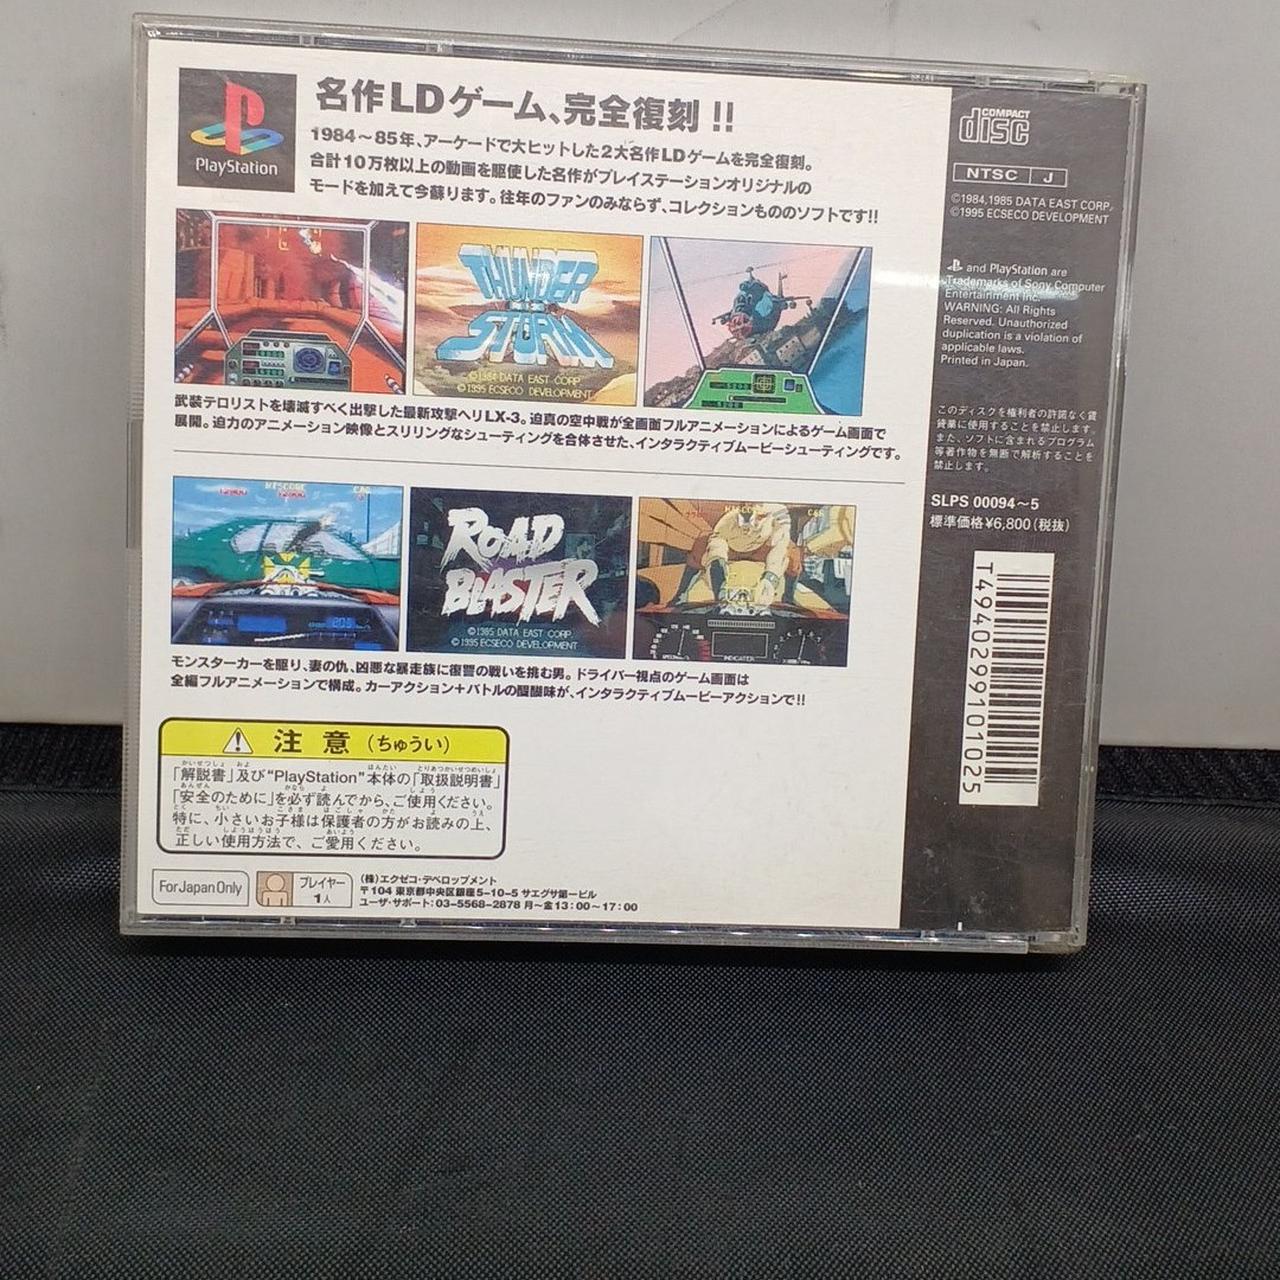 PlayStation
名作LDゲーム、完全復刻!!
1984～85年、アーケードで大ヒットした2大名作LDゲームを完全復刻。
合計10万枚以上の動画を駆使した名作がプレイステーションオリジナルの
モードを加えて今蘇ります。往年のファンのみならず、コレクションもののソフトです!!
THUNDER
STORM
©1984 DATA EAST CORP.
©1995 ECSECO DEVELOPMENT
武装テロリストを壊滅すべく出撃した最新攻撃ヘリLX-3。迫真の空中戦が全画面フルアニメーションによるゲーム画面で
展開。迫力のアニメーション映像とスリリングなシューティングを合体させた、インタラクティブムービーシューティングです。
HISCORE
ROAD
BLASTER
©1985 DATA EAST CORP.
©1995 ECSECO DEVELOPMENT
HISCORE
モンスターカーを駆り、妻の仇、凶悪な暴走族に復讐の戦いを挑む男。ドライバー視点のゲーム画面は
全編フルアニメーションで構成。カーアクション+バトルの醍醐味が、インタラクティブムービーアクションで!!
注意(ちゅうい)
「解説書」及び"PlayStation"本体の「取扱説明書」
「安全のために」を必ず読んでから、ご使用ください。
特に、小さいお子様は保護者の方がお読みの上、
正しい使用方法で、ご愛用ください。
For Japan Only
プレイヤー
1人
(株)エクゼコ・デベロップメント
〒104 東京都中央区銀座5-10-5 サエグサ第一ビル
ユーザ・サポート:03-5568-2878 月～金13:00～17:00
COMPACT
disc
NTSC J
©1984,1985 DATA EAST CORP.
©1995 ECSECO DEVELOPMENT
and PlayStation are
Trademarks of Sony Computer
Entertainment Inc.
WARNING: All Rights
Reserved. Unauthorized
duplication is a violation of
applicable laws.
Printed in Japan.
このディスクを権利者の許諾なく賃
貸業に使用することを禁止します。
また、ソフトに含まれるプログラム
等著作物を無断で解析することを
禁止します。
SLPS 00094～5
標準価格¥6,800(税抜)
T4940299101025